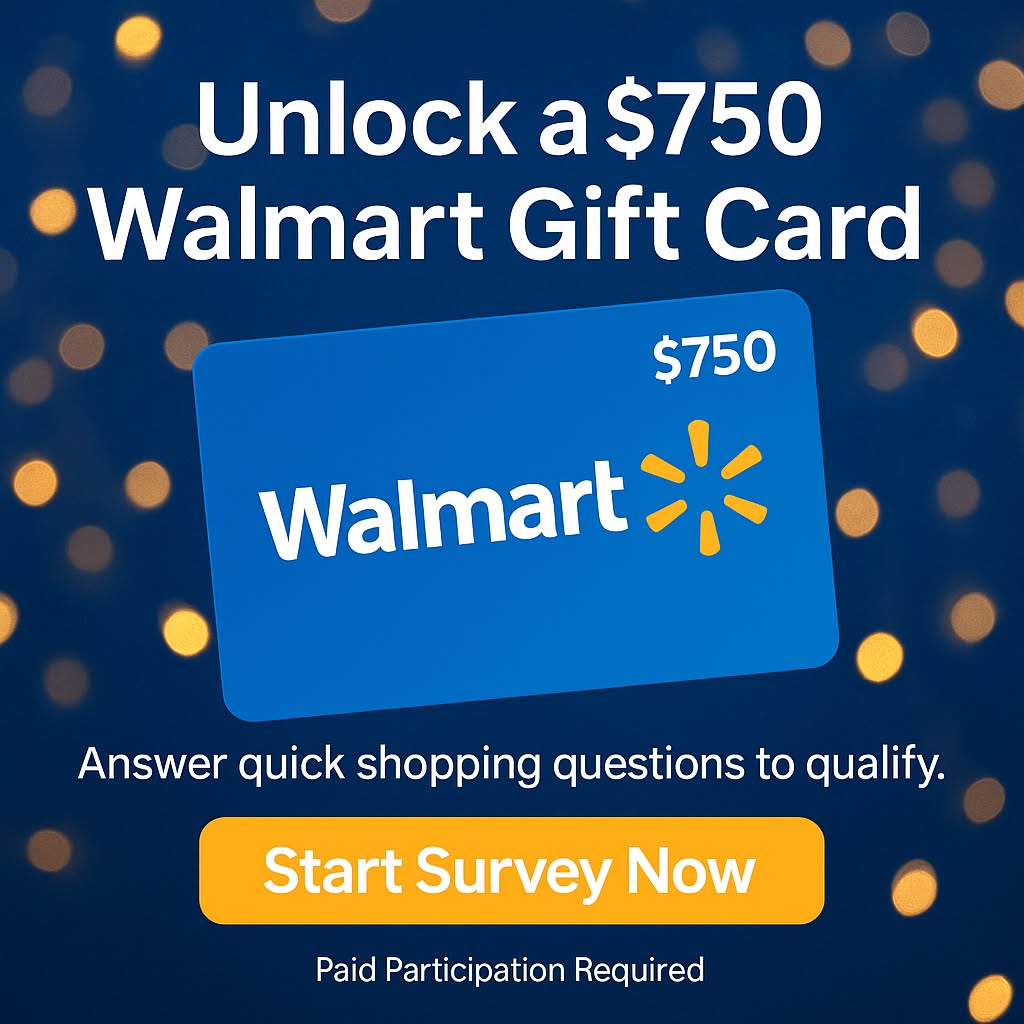 Unlock a $750
Walmart Gift Card
$750
Walmart
Answer quick shopping questions to qualify.
Start Survey Now
Paid Participation Required